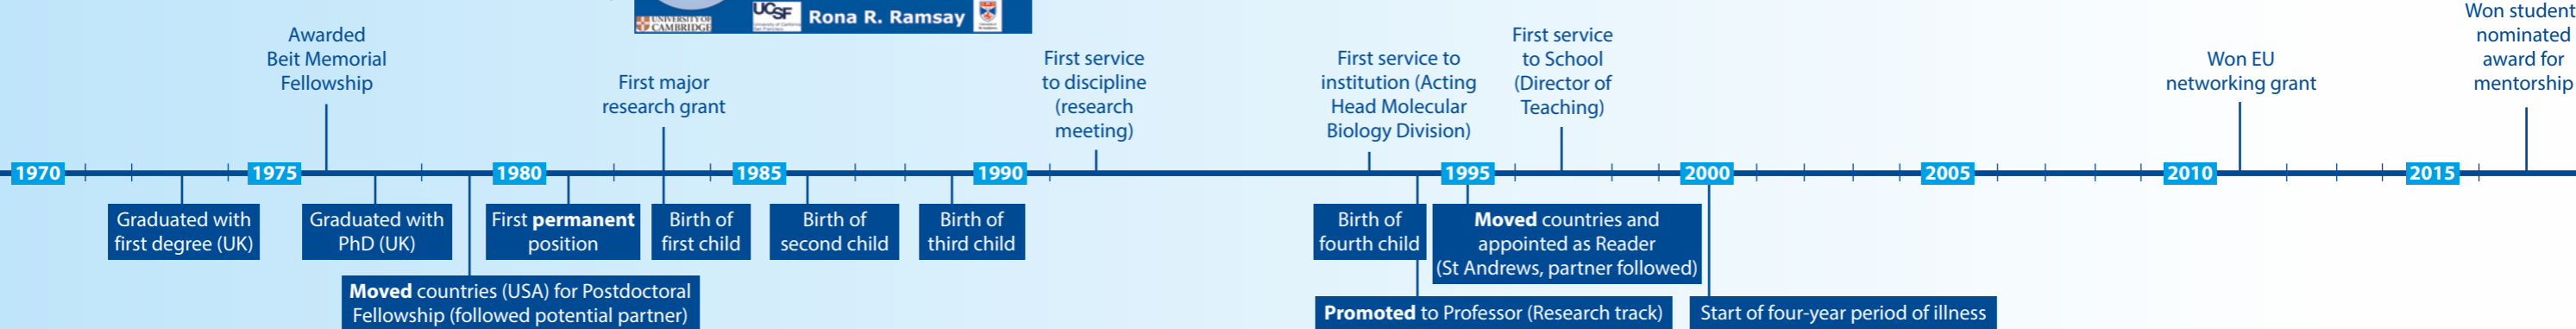 UNIVERSITY OF
CAMBRIDGE
UCSF
University of California
San Francisco
Rona R. Ramsay
Awarded
Beit Memorial
Fellowship
First major
research grant
First service
to discipline
(research
meeting)
First service to
institution (Acting
Head Molecular
Biology Division)
First service
to School
(Director of
Teaching)
Won EU
networking grant
Won student
nominated
award for
mentorship
1970
1975
1980
1985
1990
1995
2000
2005
2010
2015
Graduated with
first degree (UK)
Graduated with
PhD (UK)
Moved countries (USA) for Postdoctoral
Fellowship (followed potential partner)
First permanent
position
Birth of
first child
Birth of
second child
Birth of
third child
Birth of
fourth child
Promoted to Professor (Research track)
Moved countries and
appointed as Reader
(St Andrews, partner followed)
Start of four-year period of illness